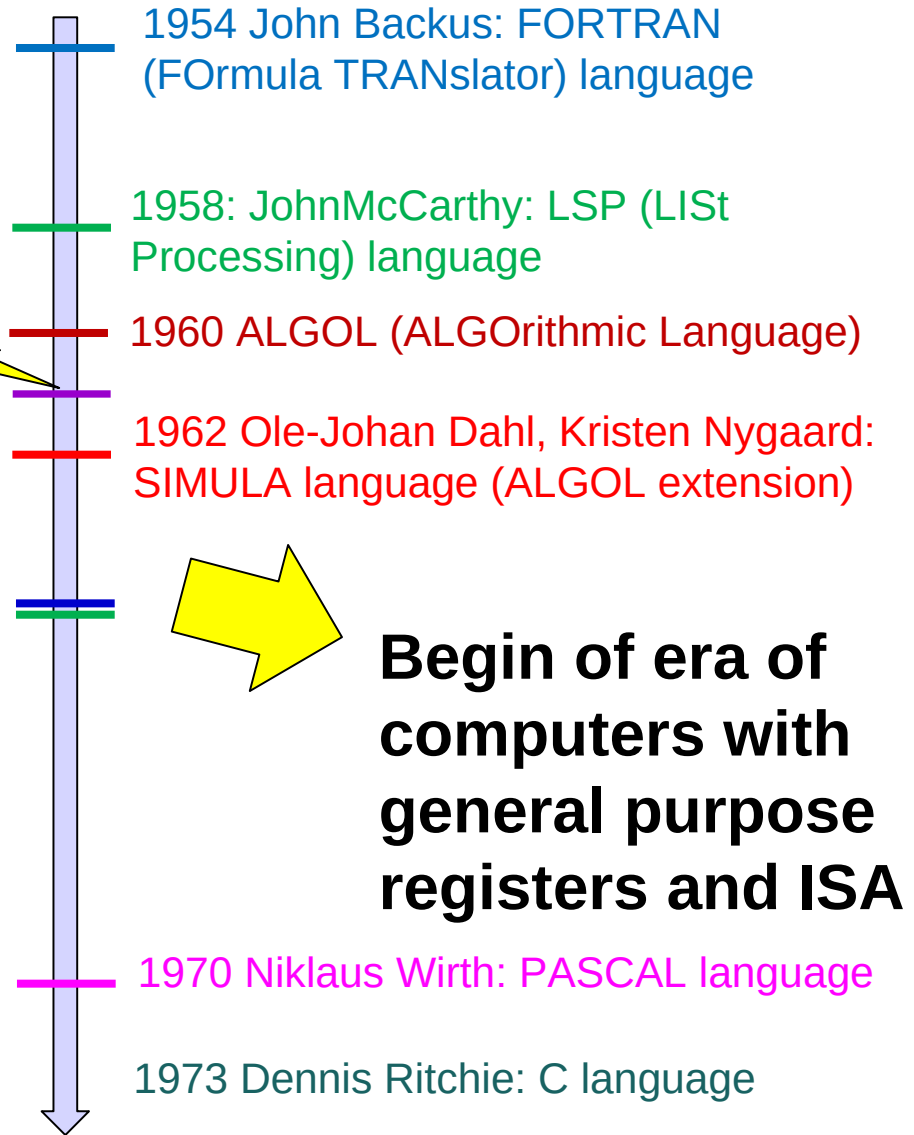 1954 John Backus: FORTRAN
(FOrmula TRANslator) language
1958: JohnMcCarthy: LSP (LISt
Processing) language
1960 ALGOL (ALGOrithmic Language)
1962 Ole-Johan Dahl, Kristen Nygaard:
SIMULA language (ALGOL extension)
Begin of era of
computers with
general purpose
registers and ISA
1970 Niklaus Wirth: PASCAL language
1973 Dennis Ritchie: C language